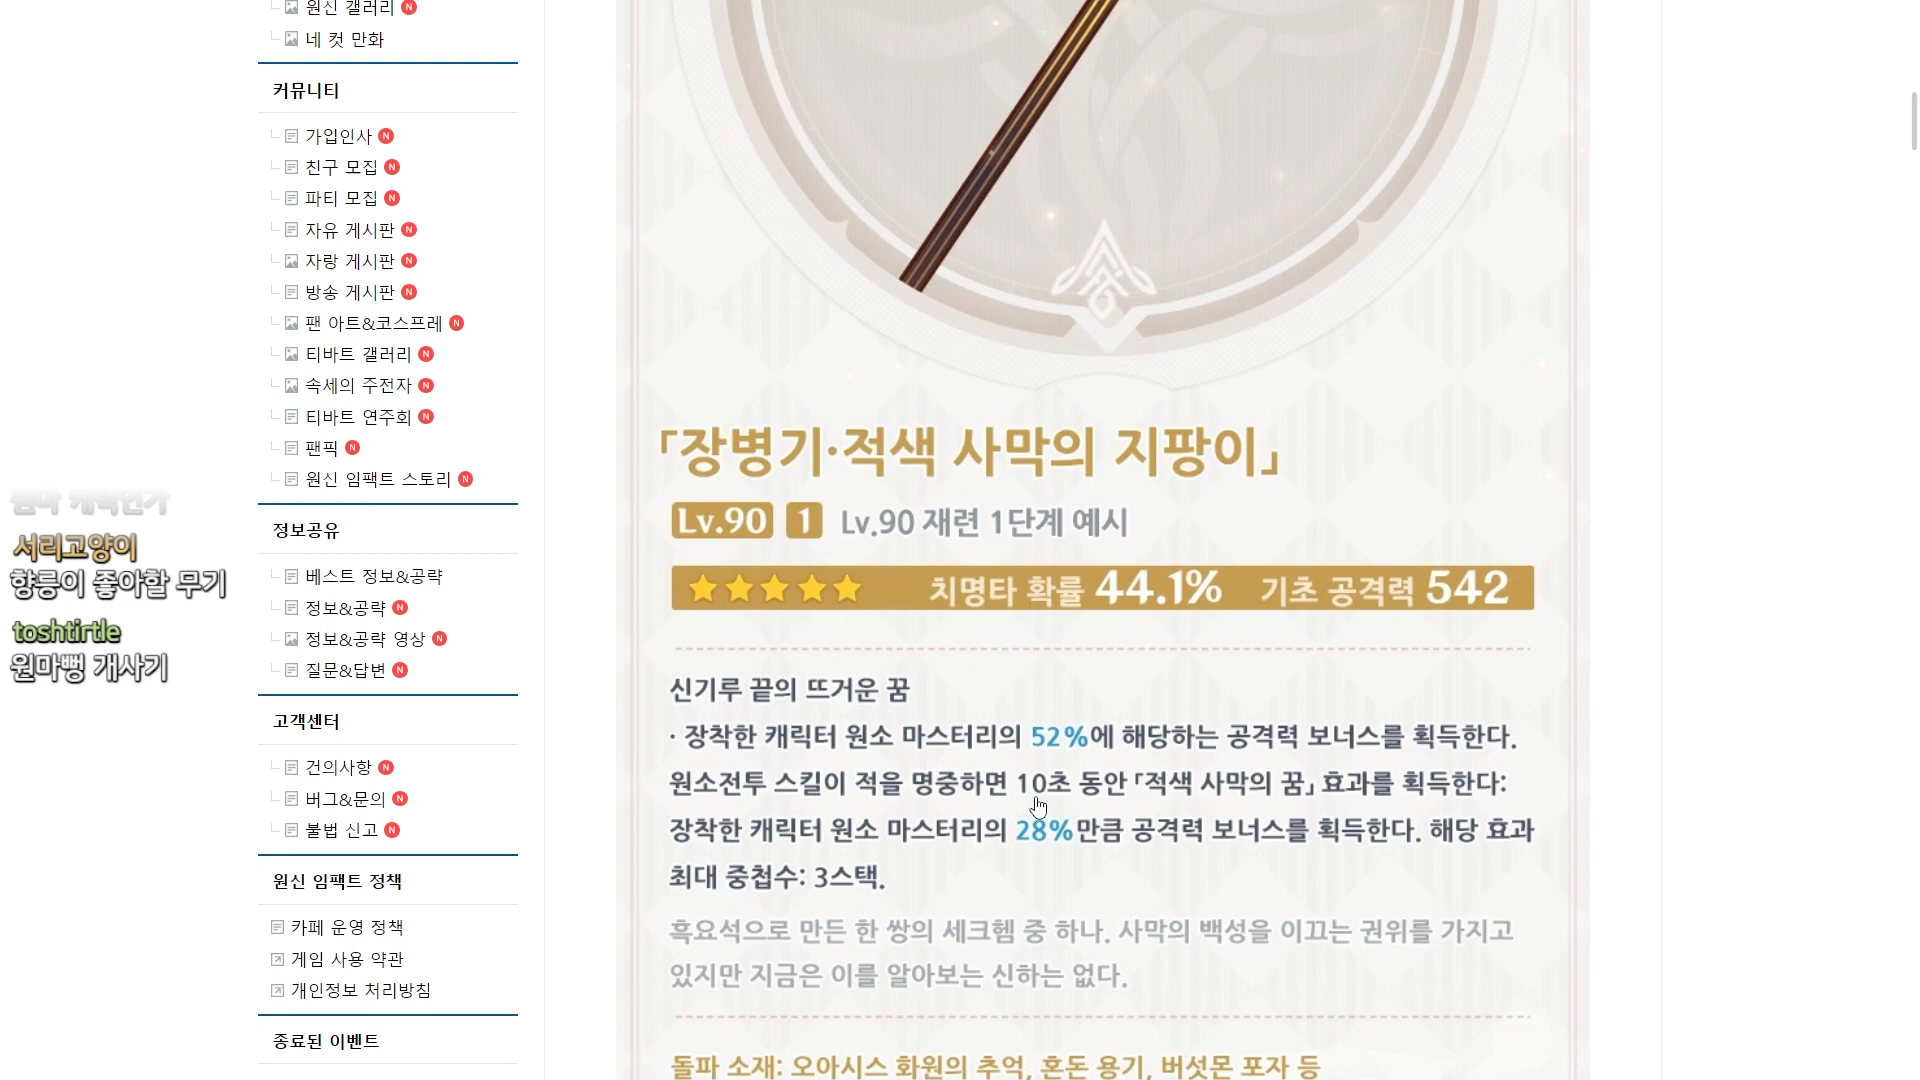 원신 갤러리 N
네 컷 만화
커뮤니티
가입인사 N
친구 모집 N
파티 모집 N
자유 게시판 N
자랑 게시판 N
방송 게시판 N
팬 아트&코스프레 N
티바트 갤러리 N
속세의 주전자 N
티바트 연주회 N
팬픽 N
원신 임팩트 스토리 N
정보공유
베스트 정보&공략
정보&공략 N
정보&공략 영상 N
질문&답변 N
고객센터
건의사항 N
버그&문의 N
불법 신고 N
원신 임팩트 정책
카페 운영 정책
게임 사용 약관
개인정보 처리방침
종료된 이벤트
캐릭인가
서리고양이
향릉이 좋아할 무기
toshtirtle
원마뻥 개사기
「장병기·적색 사막의 지팡이」
Lv.90 1 Lv.90 재련 1단계 예시
치명타 확률 44.1% 기초 공격력 542
신기루 끝의 뜨거운 꿈
· 장착한 캐릭터 원소 마스터리의 52%에 해당하는 공격력 보너스를 획득한다.
원소전투 스킬이 적을 명중하면 10초 동안 「적색 사막의 꿈」 효과를 획득한다:
장착한 캐릭터 원소 마스터리의 28%만큼 공격력 보너스를 획득한다. 해당 효과
최대 중첩수: 3스택.
흑요석으로 만든 한 쌍의 세크헴 중 하나. 사막의 백성을 이끄는 권위를 가지고
있지만 지금은 이를 알아보는 신하는 없다.
돌파 소재: 오아시스 화원의 추억, 혼돈 용기, 버섯몬 포자 등